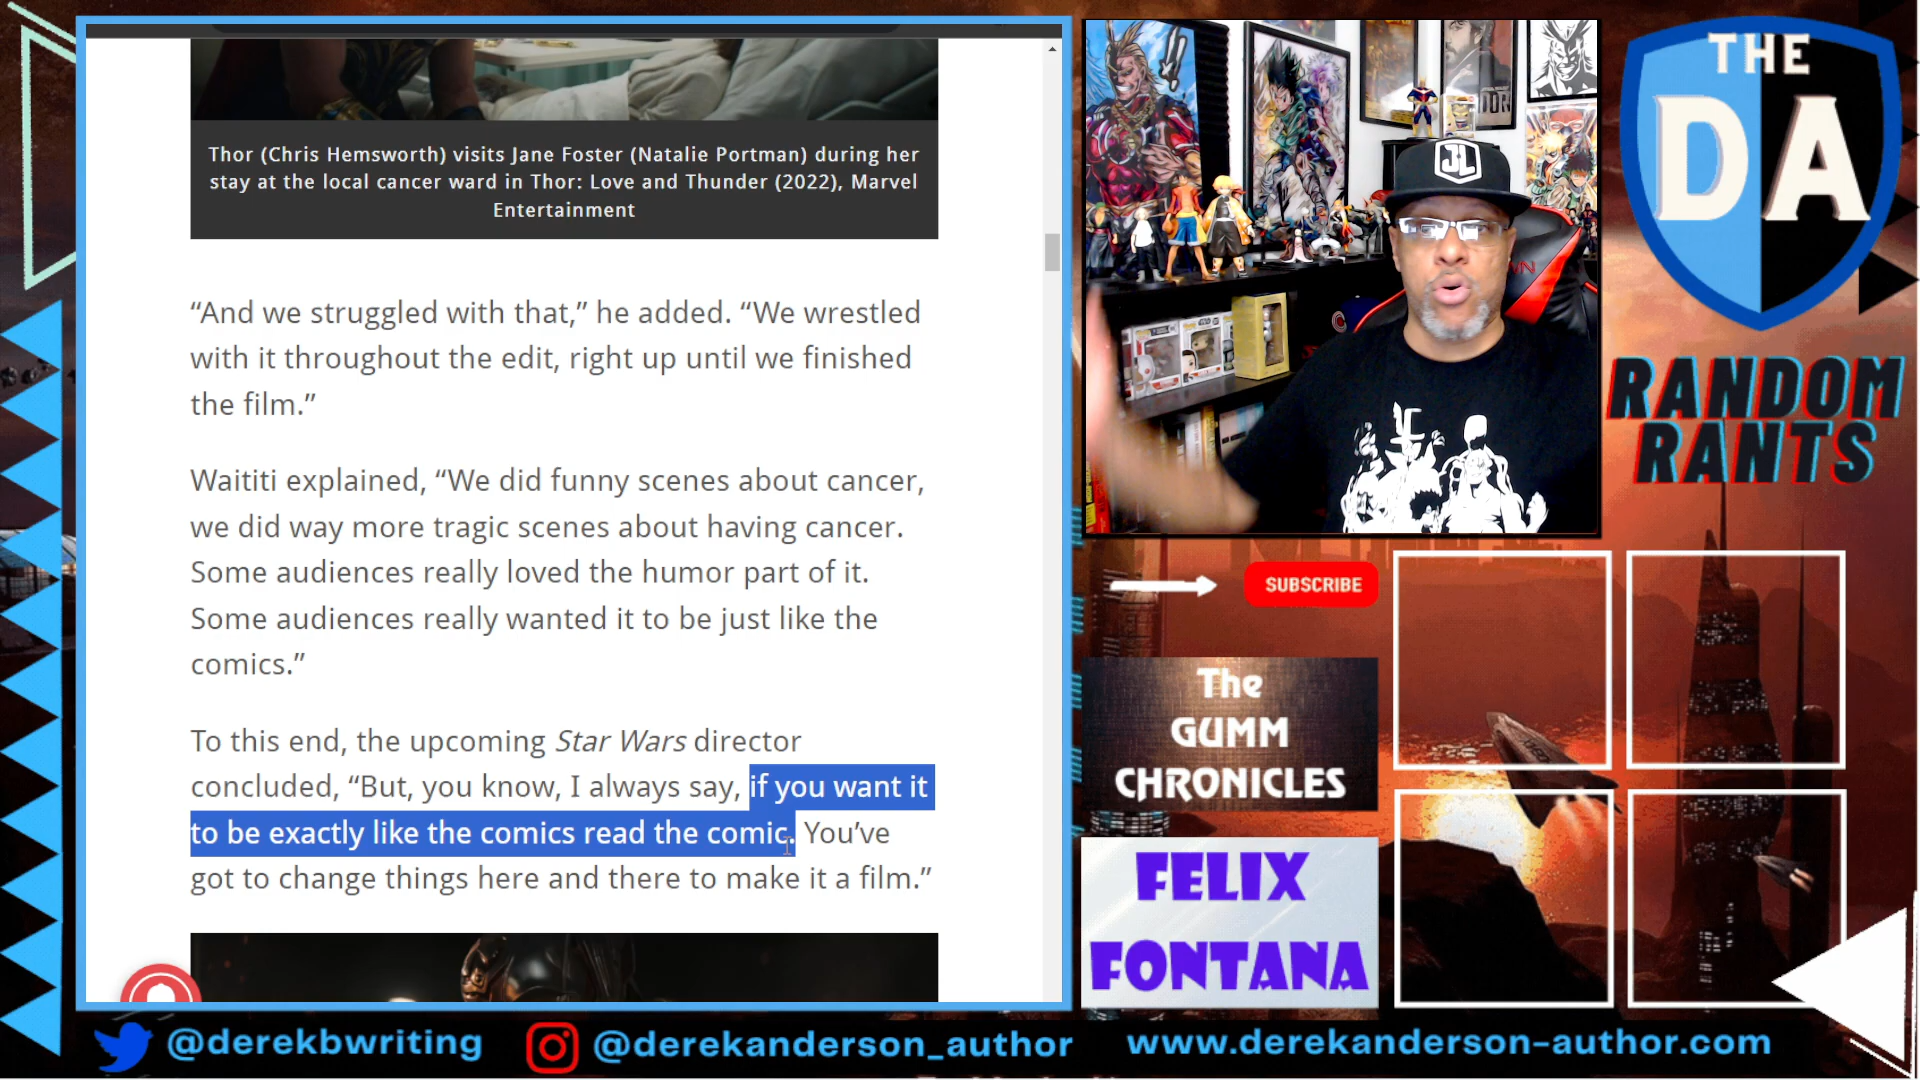 Thor (Chris Hemsworth) visits Jane Foster (Natalie Portman) during her
stay at the local cancer ward in Thor: Love and Thunder (2022), Marvel
Entertainment
“And we struggled with that,” he added. “We wrestled
with it throughout the edit, right up until we finished
the film.”
Waititi explained, “We did funny scenes about cancer,
we did way more tragic scenes about having cancer.
Some audiences really loved the humor part of it.
Some audiences really wanted it to be just like the
comics.”
To this end, the upcoming Star Wars director
concluded, “But, you know, I always say, if you want it
to be exactly like the comics read the comic. You’ve
got to change things here and there to make it a film.”
JL
THE
DA
RANDOM
RANTS
SUBSCRIBE
The
GUMM
CHRONICLES
FELIX
FONTANA
@derekbwriting
@derekanderson_author
www.derekanderson-author.com